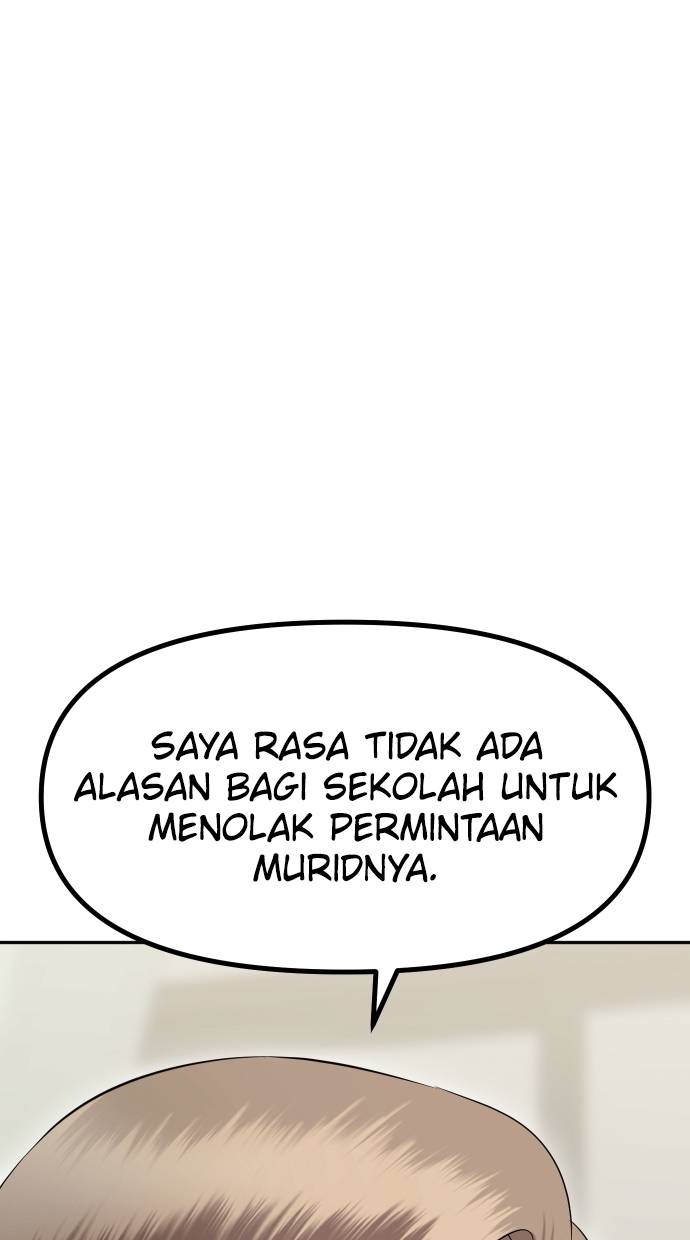 SAYA RASA TIDAK ADA
ALASAN BAGI SEKOLAH UNTUK
MENOLAK PERMINTAAN
MURIDNYA.